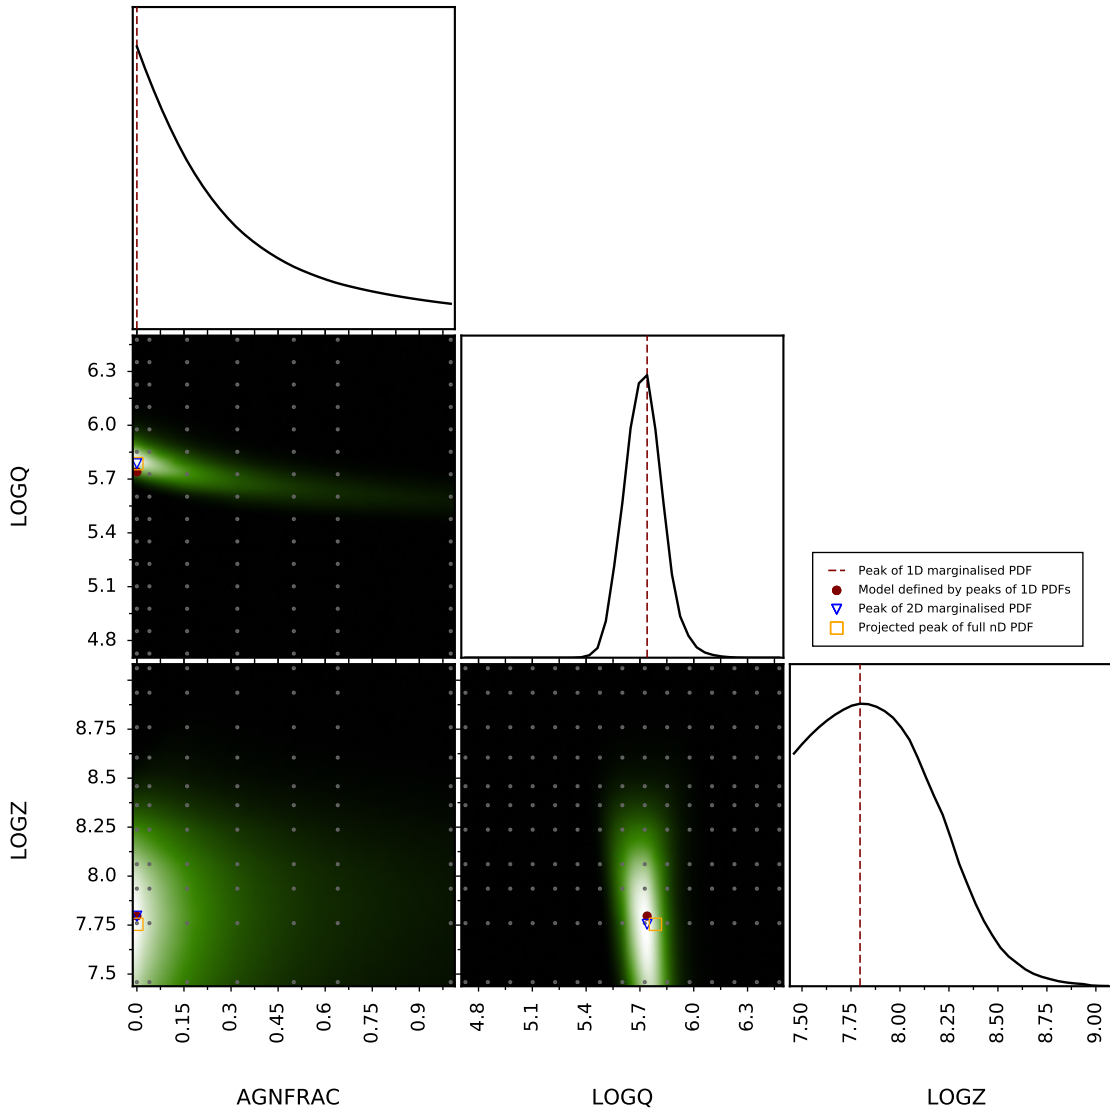 LOGQ
6.3
6.0
5.7
5.4
5.1
4.8
Peak of 1D marginalised PDF
Model defined by peaks of 1D PDFs
Peak of 2D marginalised PDF
Projected peak of full nD PDF
LOGZ
8.75
8.5
8.25
8.0
7.75
7.5
0.0 0.15 0.3 0.45 0.6 0.75 0.9
4.8 5.1 5.4 5.7 6.0 6.3
7.50 7.75 8.00 8.25 8.50 8.75 9.00
AGNFRAC
LOGQ
LOGZ